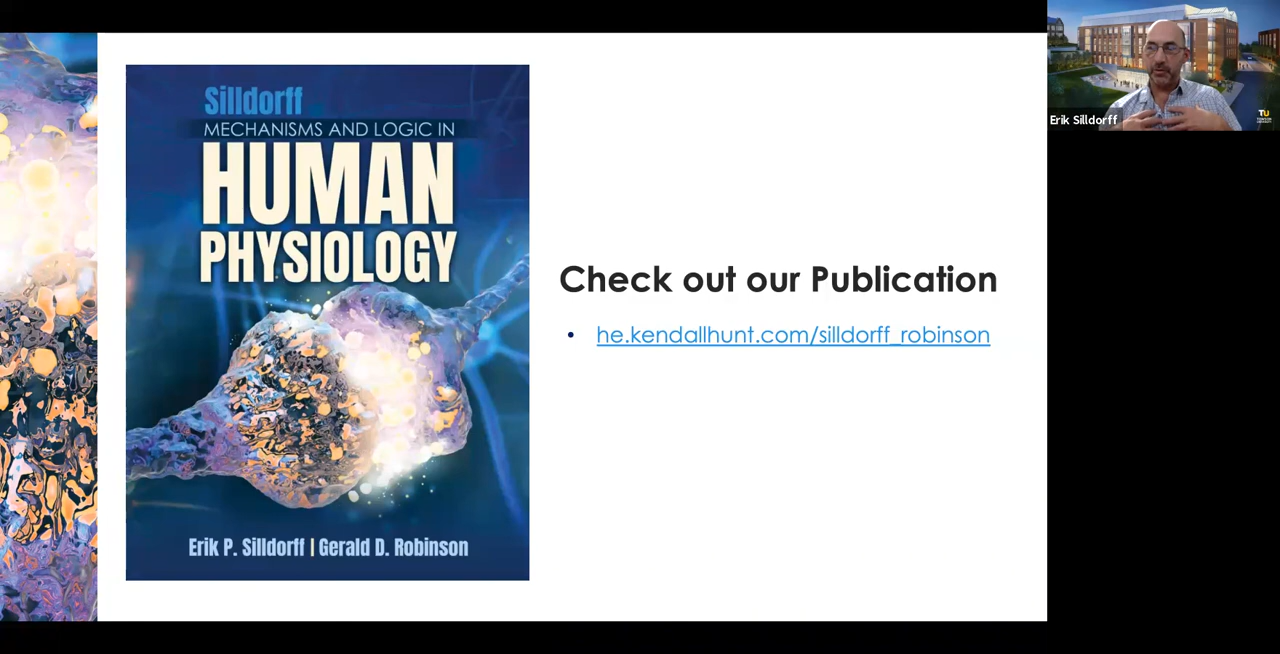 Silldorff
MECHANISMS AND LOGIC IN
HUMAN
PHYSIOLOGY
Erik P. Silldorff | Gerald D. Robinson
Check out our Publication
• he.kendallhunt.com/silldorff_robinson
Erik Silldorff
TU